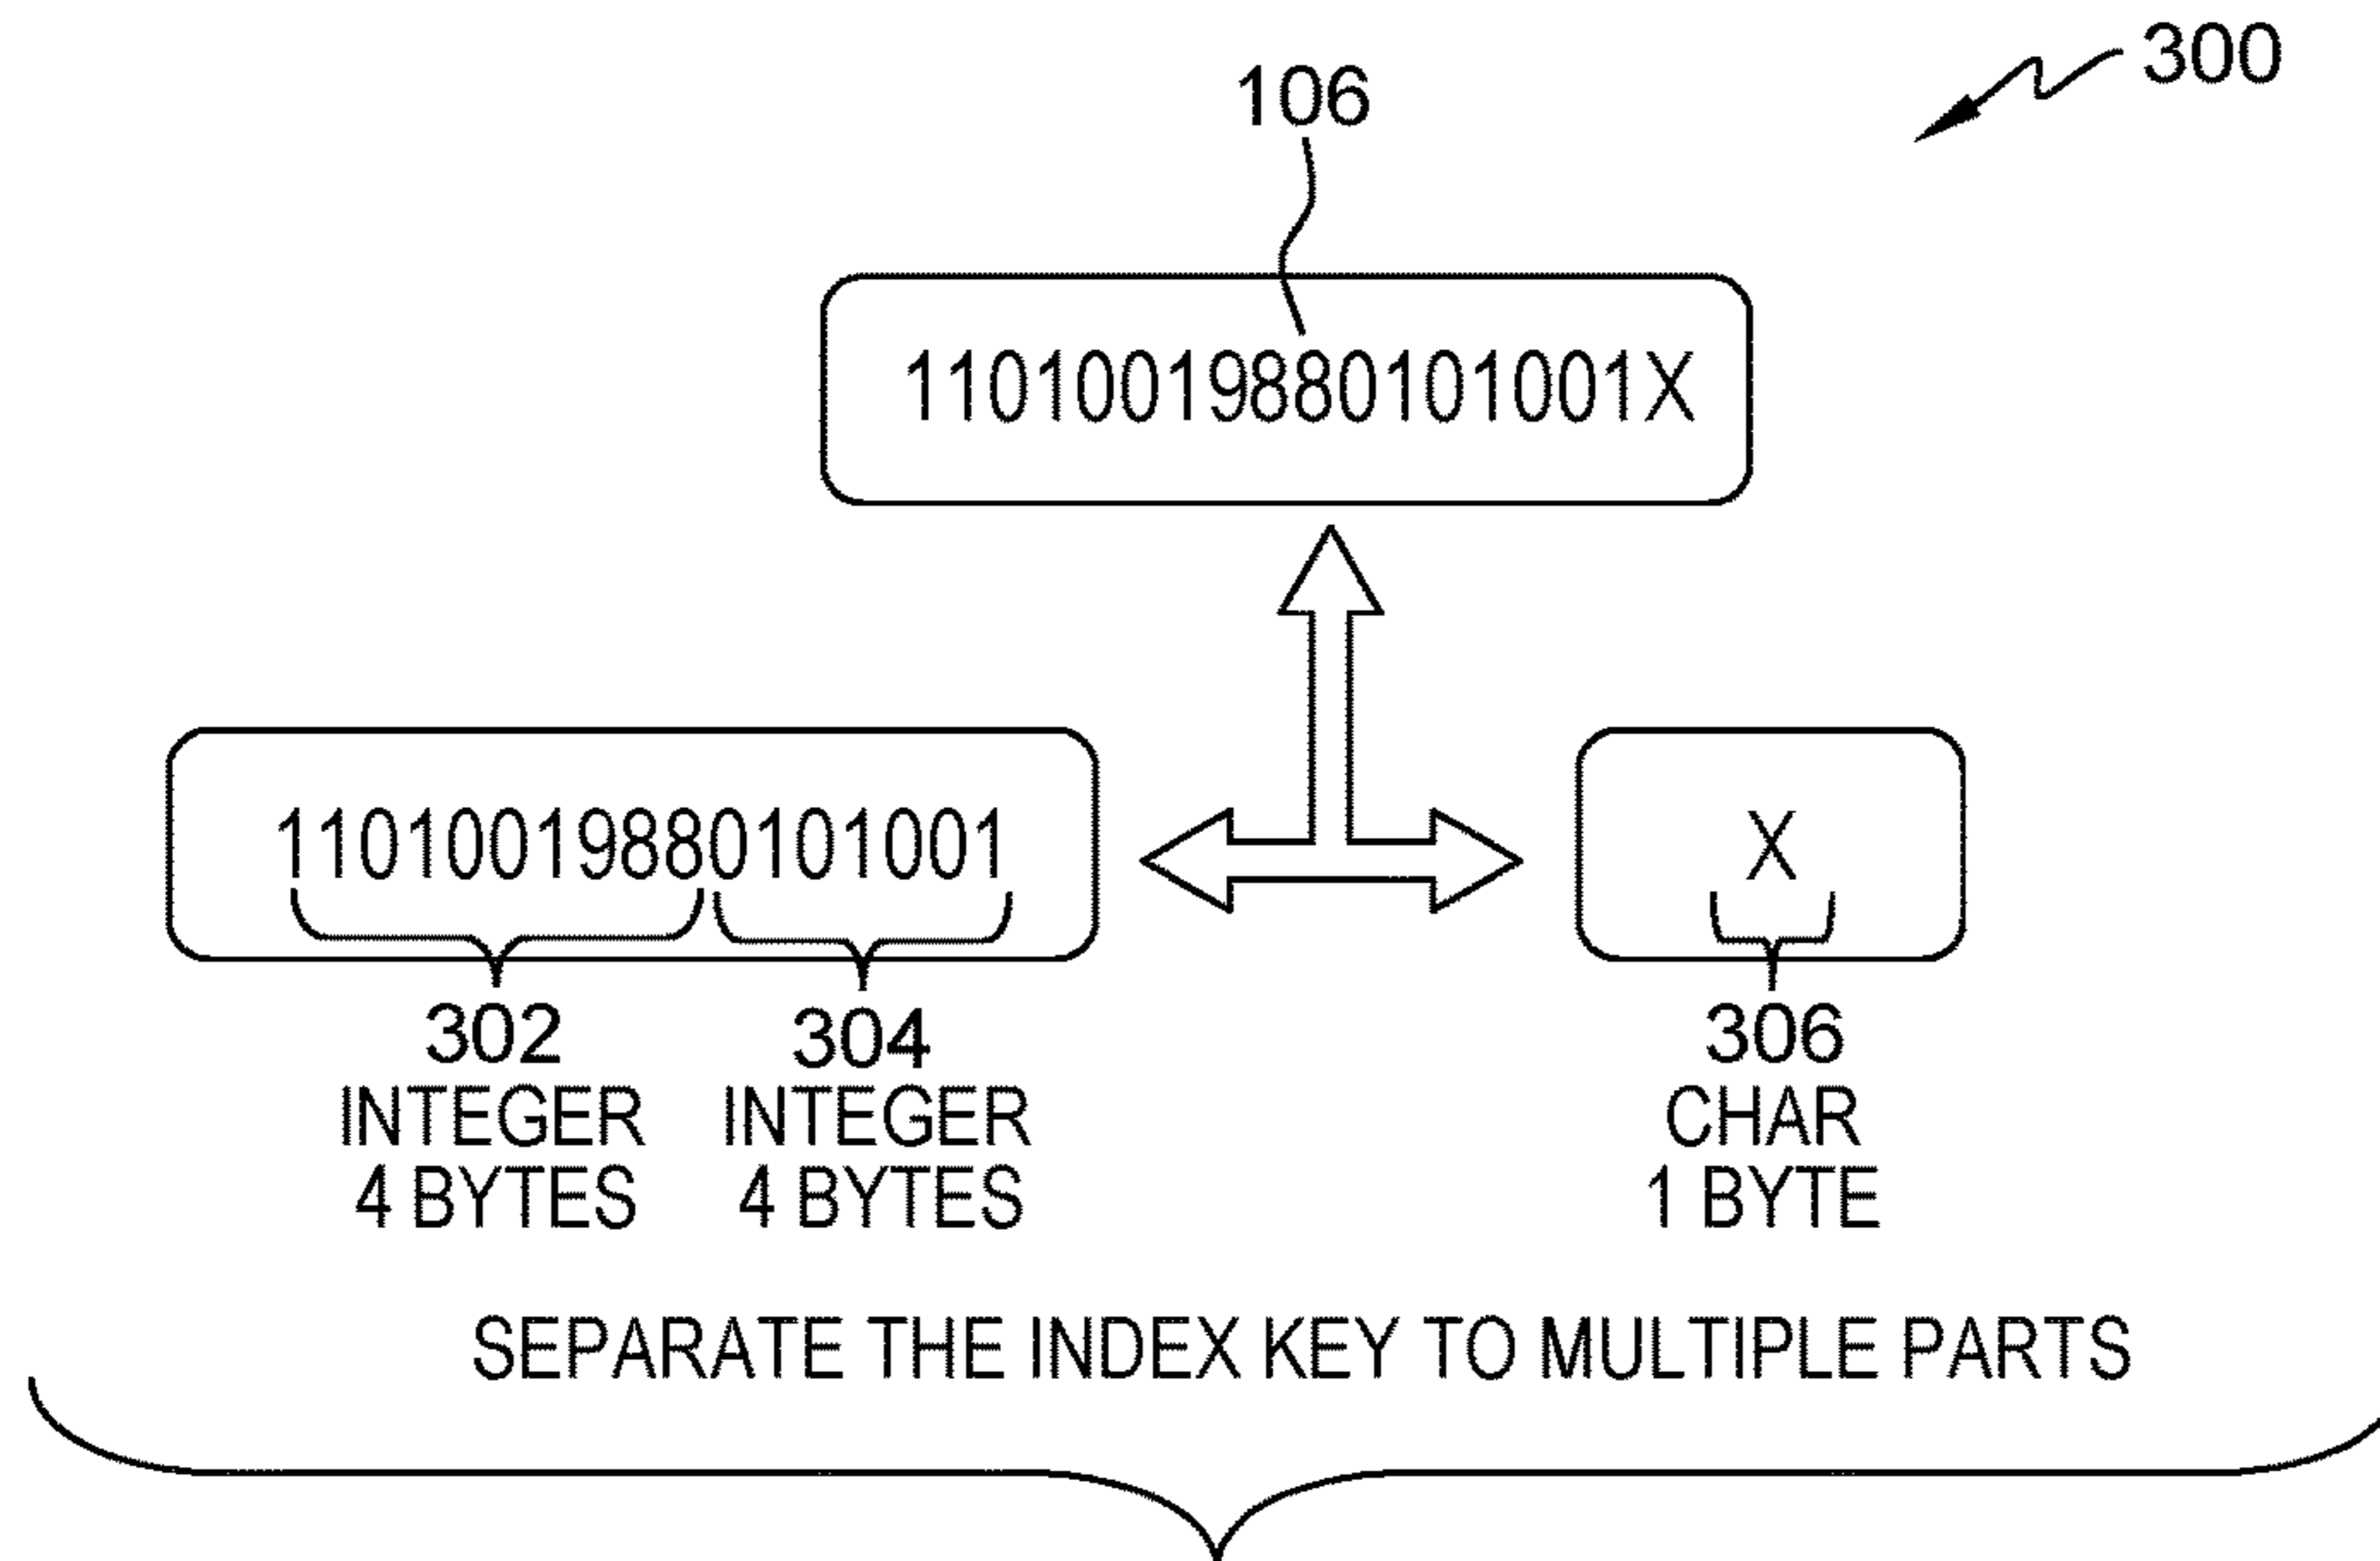 300
106
11010019880101001X
11010019880101001
X
302
304
306
INTEGER
INTEGER
CHAR
4 BYTES
4 BYTES
1 BYTE
SEPARATE THE INDEX KEY TO MULTIPLE PARTS